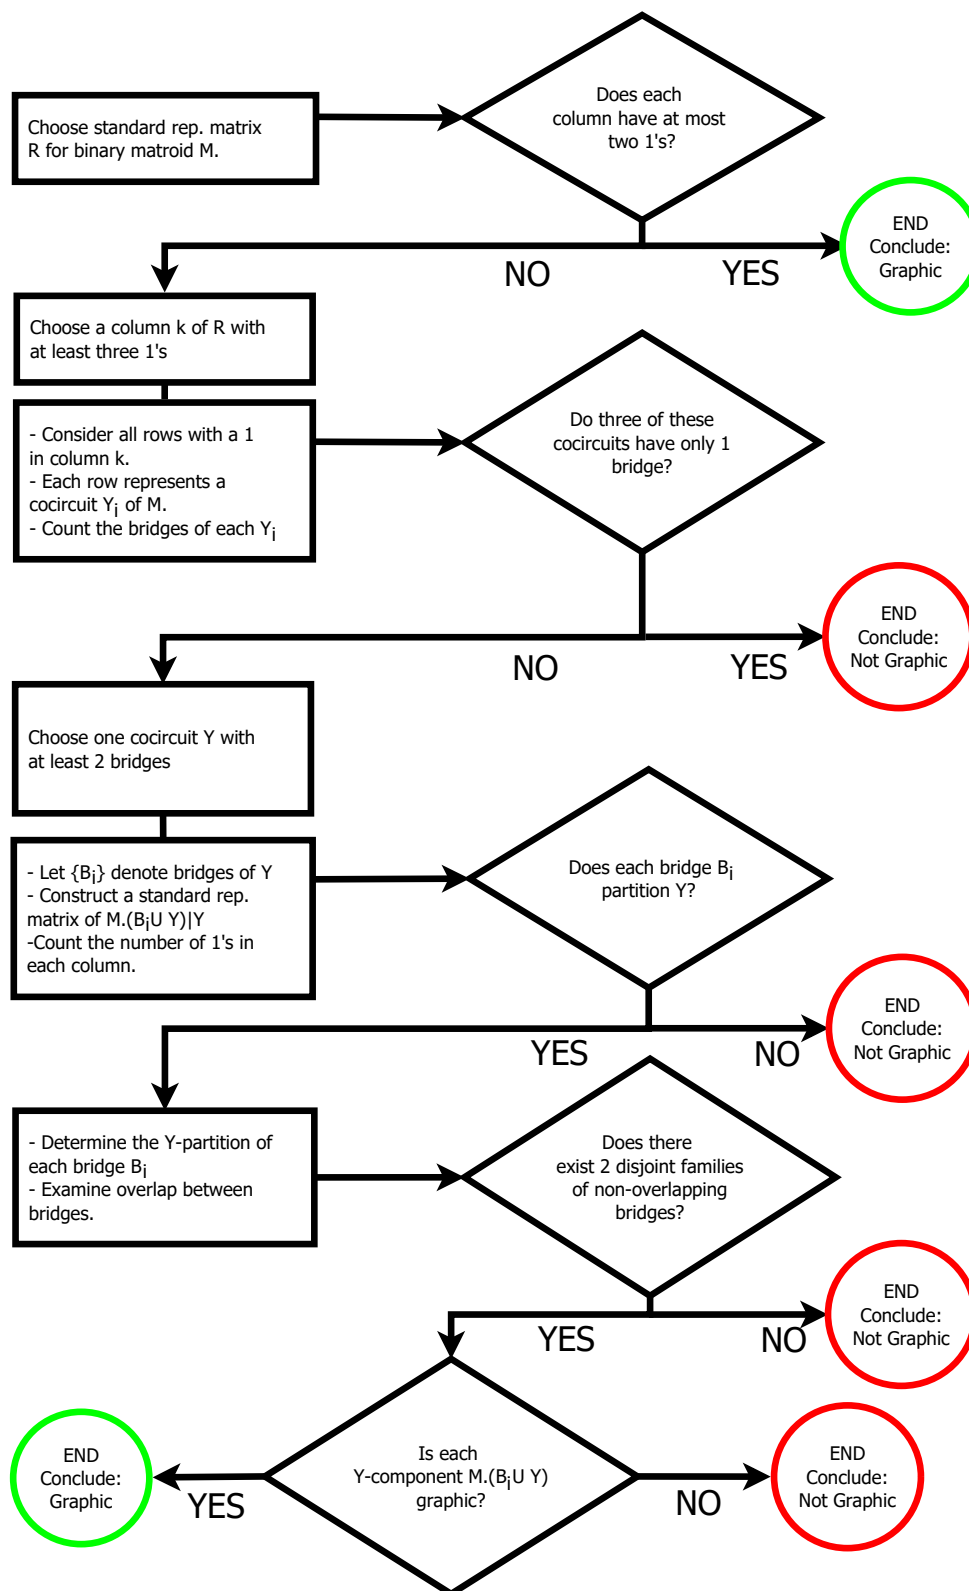 Choose standard rep. matrix
R for binary matroid M.
Does each
column have at most
two 1's?
END
Conclude:
Graphic
NO
YES
Choose a column k of R with
at least three 1's
- Consider all rows with a 1
in column k.
- Each row represents a
cocircuit Yi of M.
- Count the bridges of each Yi
Do three of these
cocircuits have only 1
bridge?
END
Conclude:
Not Graphic
NO
YES
Choose one cocircuit Y with
at least 2 bridges
- Let {Bi} denote bridges of Y
- Construct a standard rep.
matrix of M.(BiU Y)|Y
-Count the number of 1's in
each column.
Does each bridge Bi
partition Y?
END
Conclude:
Not Graphic
YES
NO
- Determine the Y-partition of
each bridge Bi
- Examine overlap between
bridges.
Does there
exist 2 disjoint families
of non-overlapping
bridges?
END
Conclude:
Not Graphic
YES
NO
Is each
Y-component M.(BiU Y)
graphic?
END
Conclude:
Graphic
YES
NO
END
Conclude:
Not Graphic